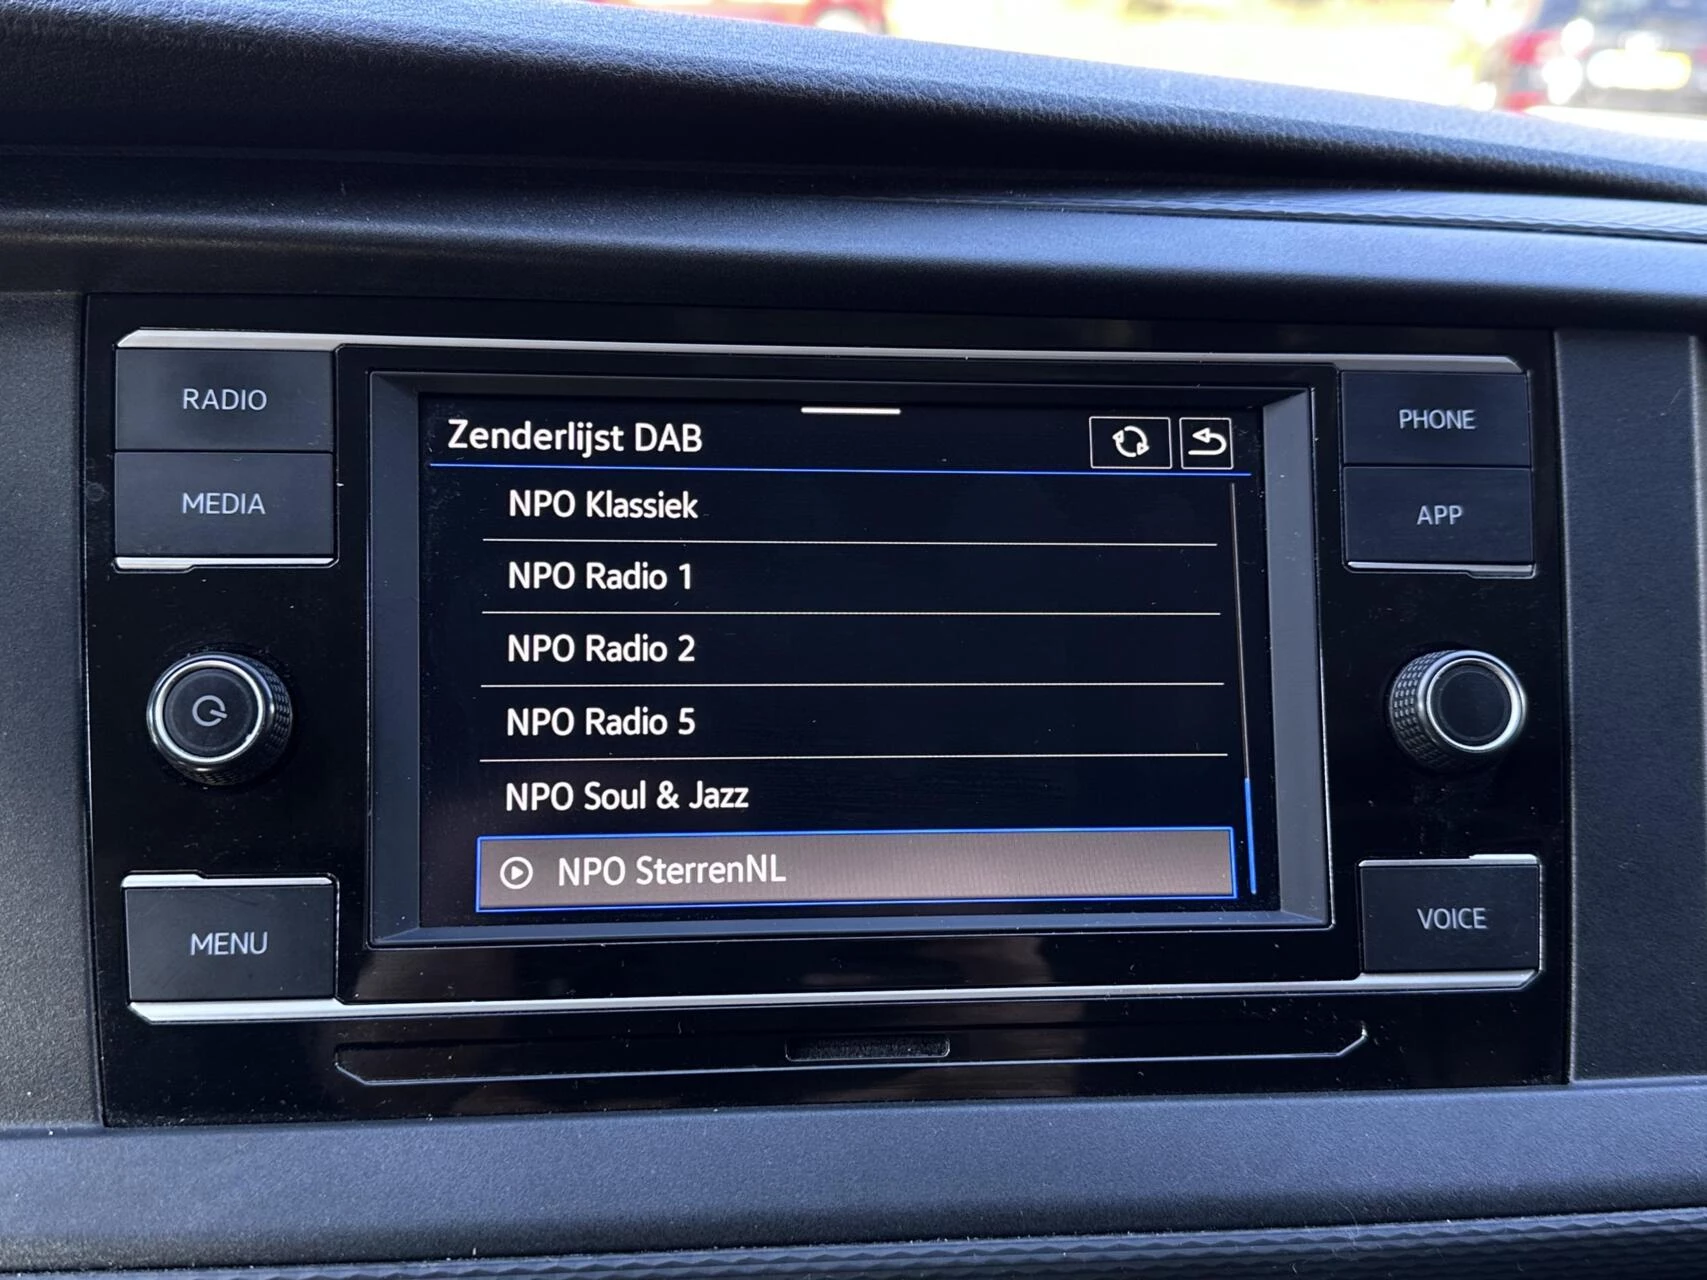 RADIO
MEDIA
MENU
Zenderlijst DAB
NPO Klassiek
NPO Radio 1
NPO Radio 2
NPO Radio 5
NPO Soul & Jazz
NPO SterrenNL
PHONE
APP
VOICE